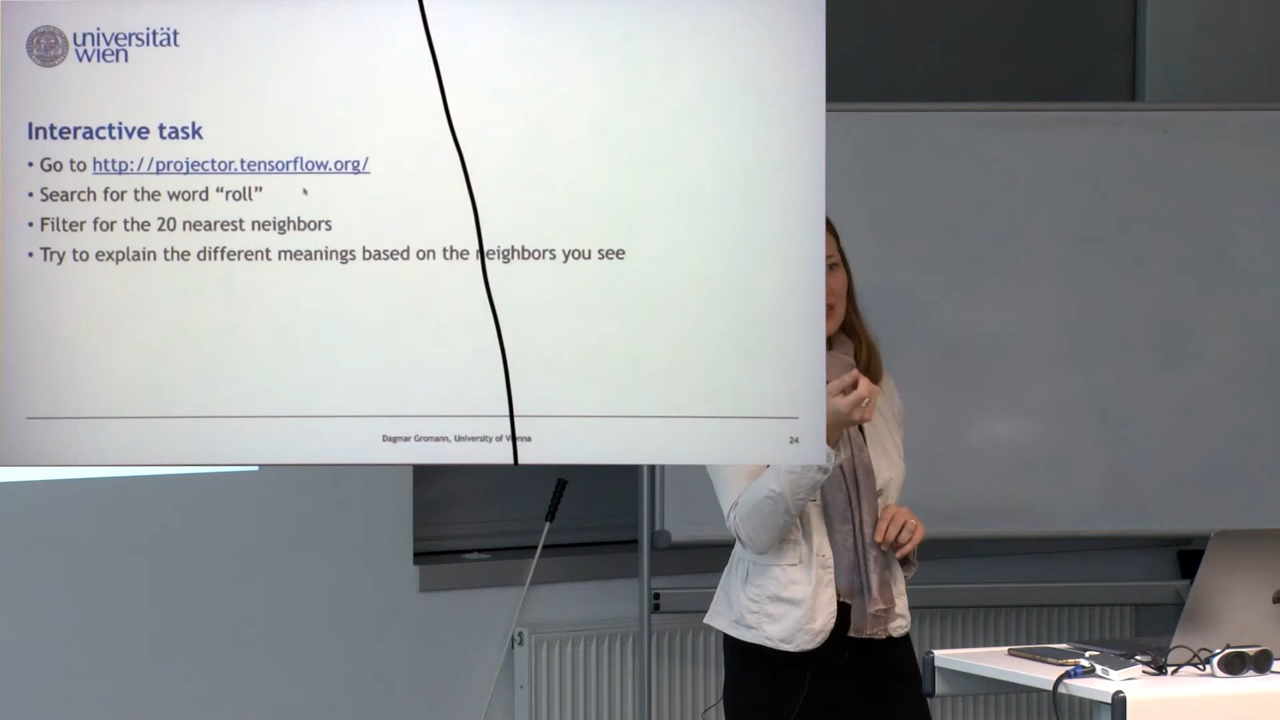 universität
wien
Interactive task
• Go to http://projector.tensorflow.org/
• Search for the word “roll”
• Filter for the 20 nearest neighbors
• Try to explain the different meanings based on the neighbors you see
Dagmar Gromann, University of Vienna
24